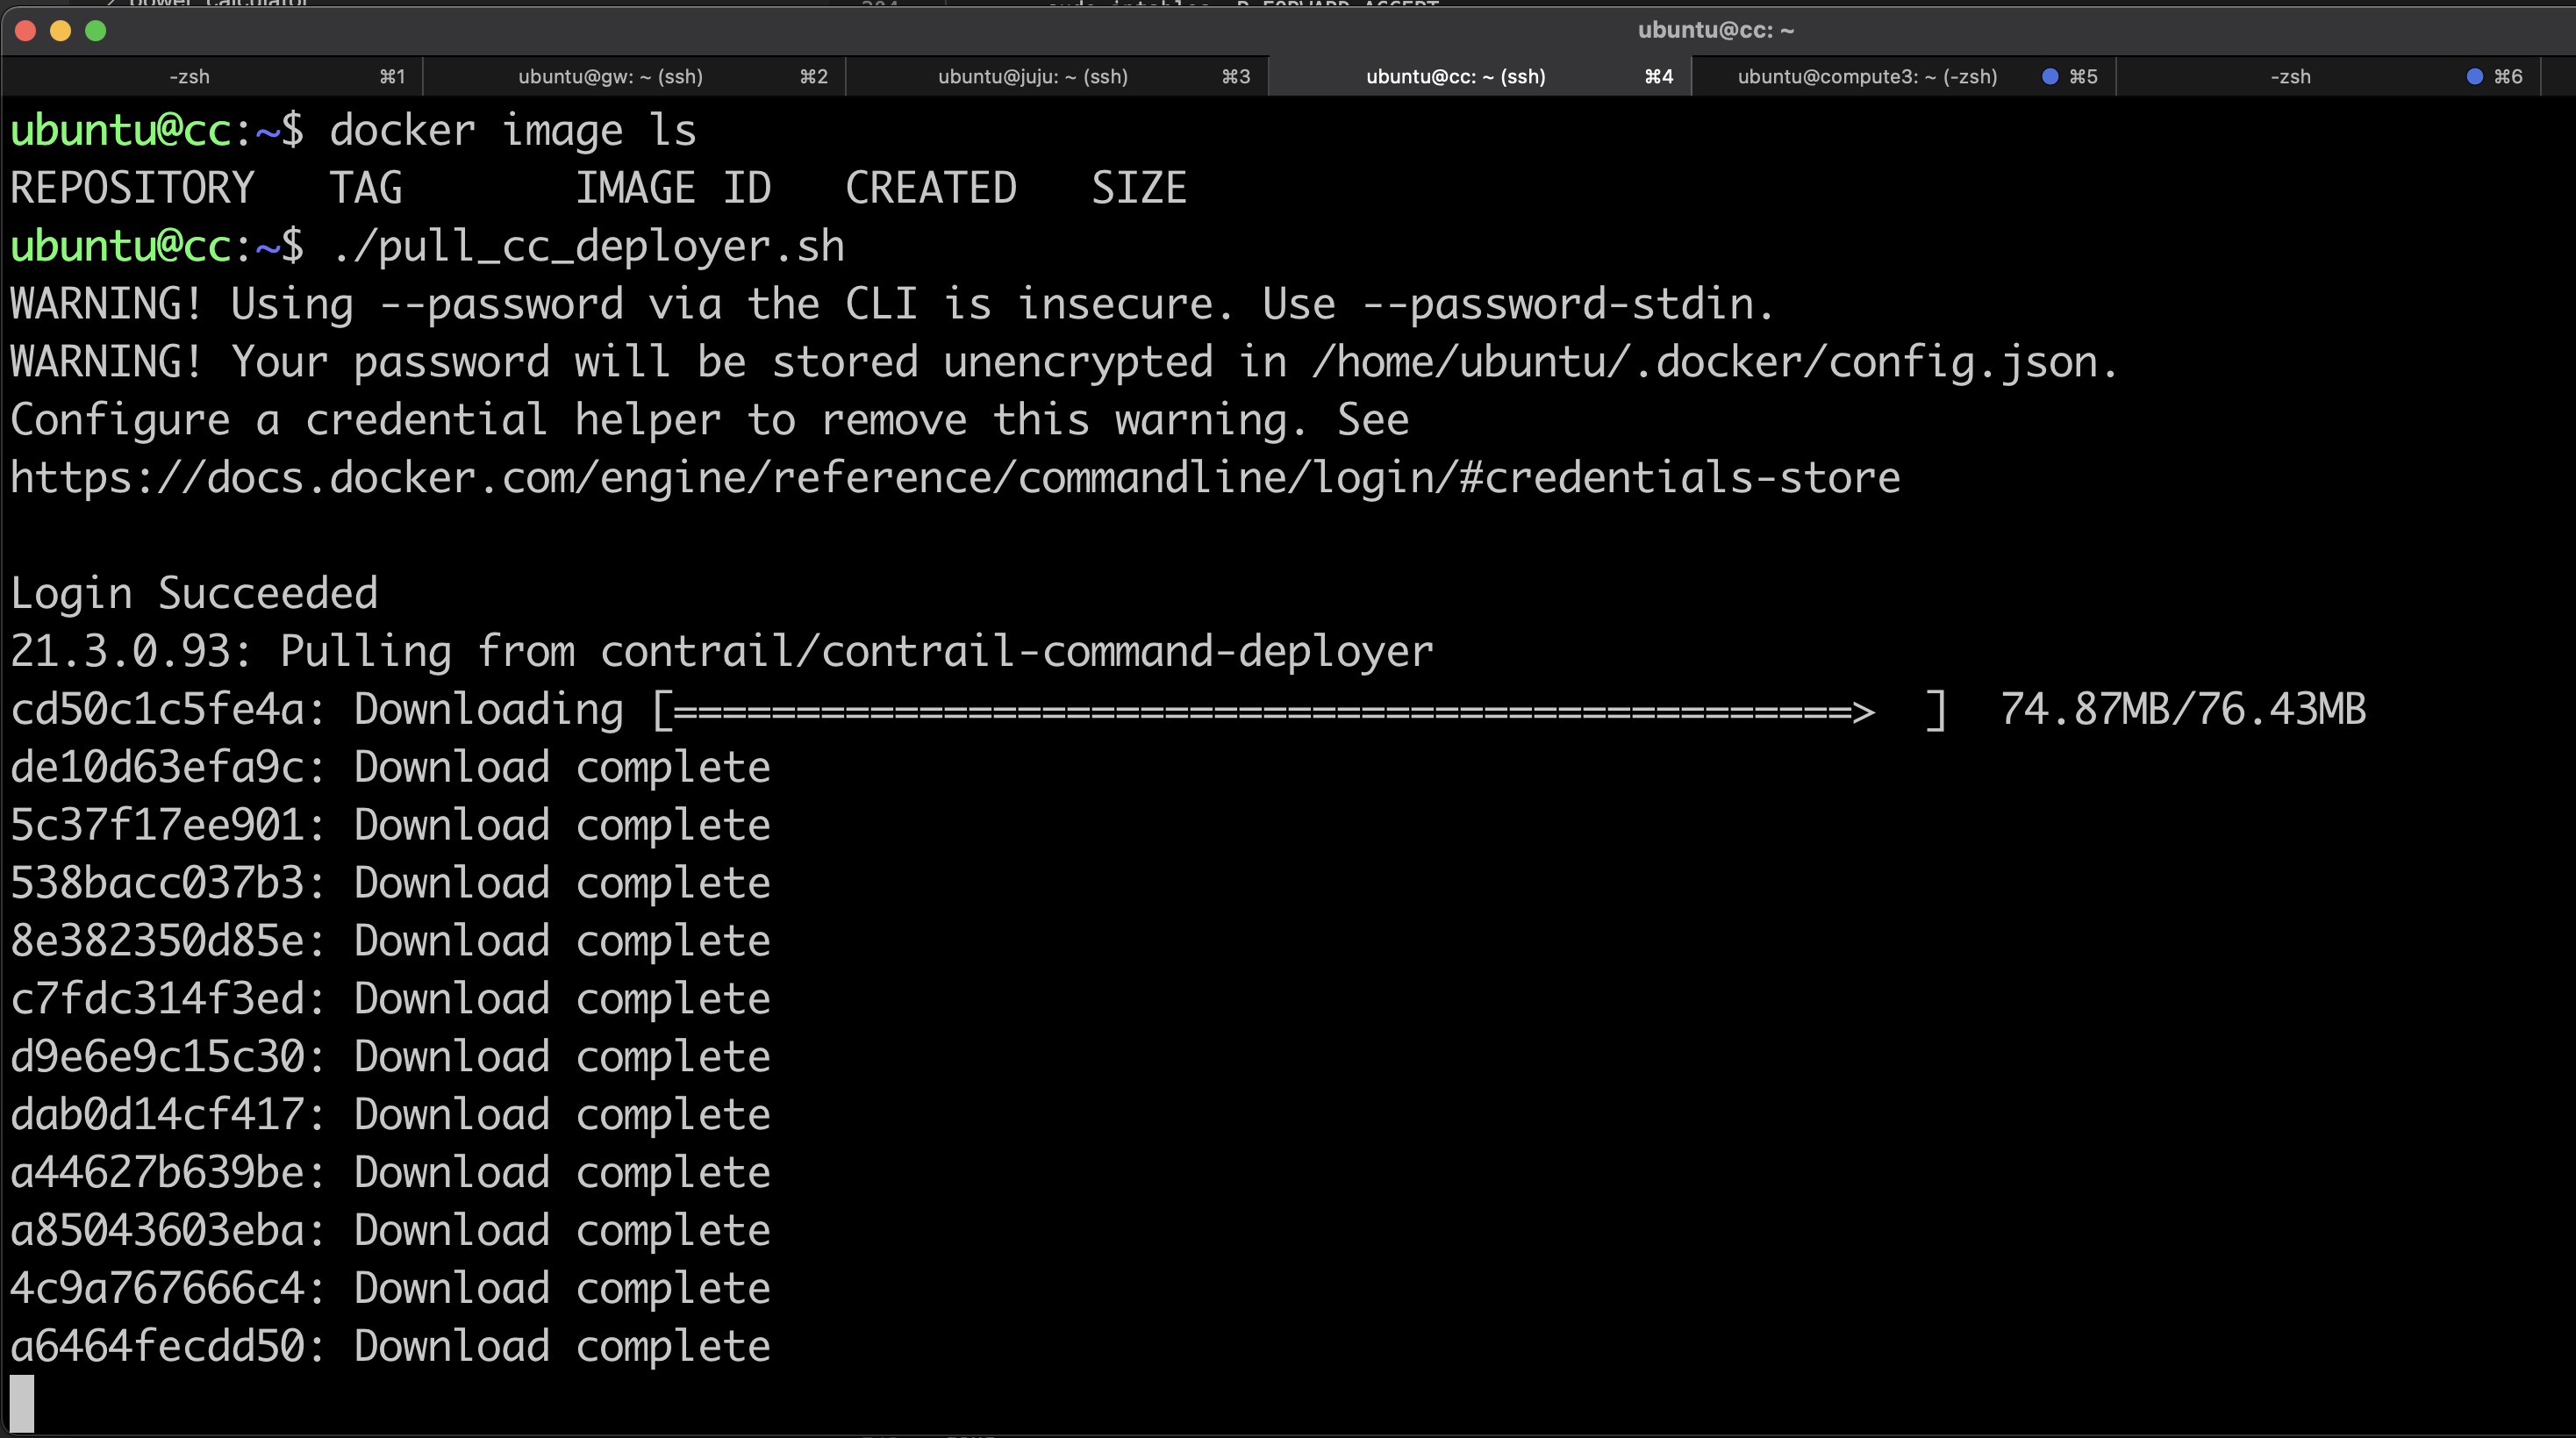 2 power calculator
ubuntu@cc: ~
-zsh ⌘1 ubuntu@gw: ~ (ssh) ⌘2 ubuntu@juju: ~ (ssh) ⌘3 ubuntu@cc: ~ (ssh) ⌘4 ubuntu@compute3: ~ (-zsh) ⌘5 -zsh ⌘6
ubuntu@cc:~$ docker image ls
REPOSITORY   TAG       IMAGE ID   CREATED   SIZE
ubuntu@cc:~$ ./pull_cc_deployer.sh
WARNING! Using --password via the CLI is insecure. Use --password-stdin.
WARNING! Your password will be stored unencrypted in /home/ubuntu/.docker/config.json.
Configure a credential helper to remove this warning. See
https://docs.docker.com/engine/reference/commandline/login/#credentials-store
Login Succeeded
21.3.0.93: Pulling from contrail/contrail-command-deployer
cd50c1c5fe4a: Downloading [================================================>  ]  74.87MB/76.43MB
de10d63efa9c: Download complete
5c37f17ee901: Download complete
538bacc037b3: Download complete
8e382350d85e: Download complete
c7fdc314f3ed: Download complete
d9e6e9c15c30: Download complete
dab0d14cf417: Download complete
a44627b639be: Download complete
a85043603eba: Download complete
4c9a767666c4: Download complete
a6464fecdd50: Download complete